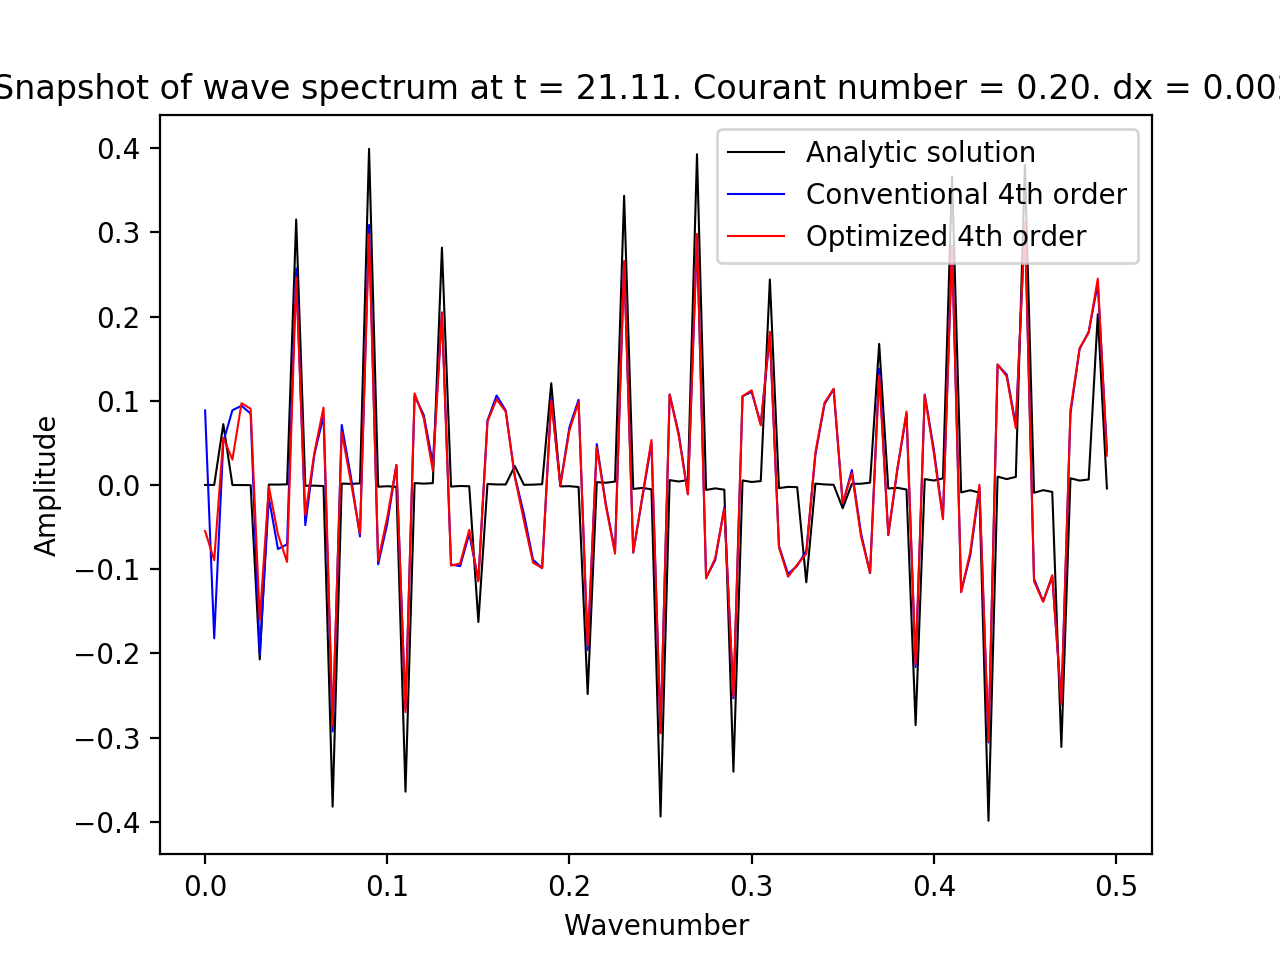 Snapshot of wave spectrum at t = 21.11. Courant number = 0.20. dx = 0.00
Analytic solution
Conventional 4th order
Optimized 4th order
Amplitude
0.4
0.3
0.2
0.1
0.0
−0.1
−0.2
−0.3
−0.4
0.0 0.1 0.2 0.3 0.4 0.5
Wavenumber